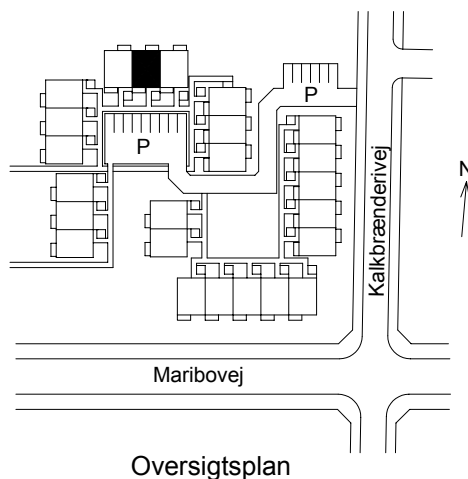 P
P
N
Kalkbrænderivej
Maribovej
Oversigtsplan